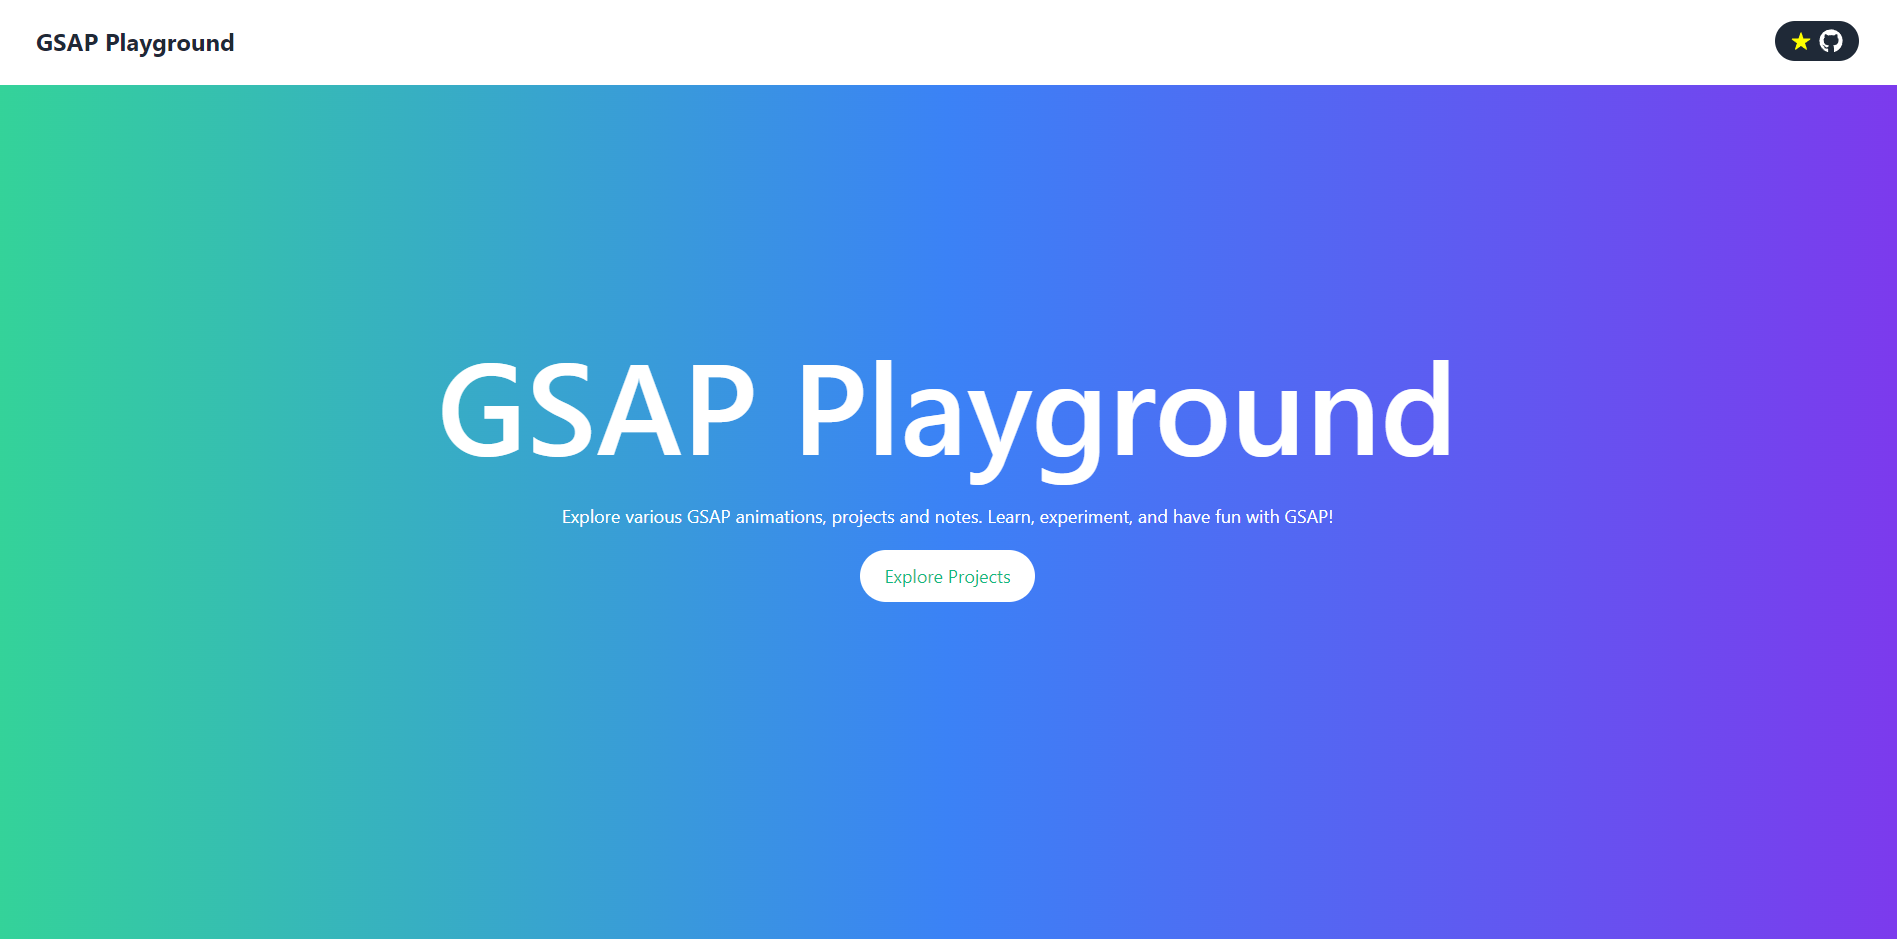 GSAP Playground
GSAP Playground
Explore various GSAP animations, projects and notes. Learn, experiment, and have fun with GSAP!
Explore Projects